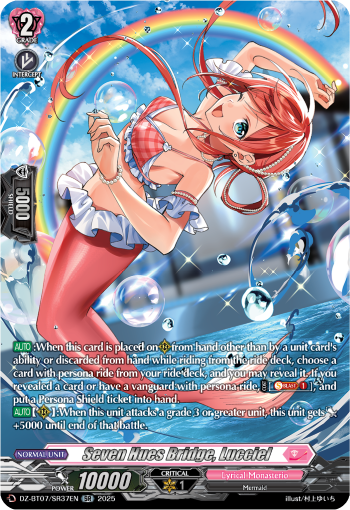 2
GRADE
INTERCEPT
5000
SHIELD
AUTO:When this card is placed on R from hand other than by a unit card's
ability or discarded from hand while riding from the ride deck, choose a
card with persona ride from your ride deck, and you may reveal it. If you
revealed a card or have a vanguard with persona ride, [BLAST 1], and
put a Persona Shield ticket into hand.
AUTO[R]:When this unit attacks a grade 3 or greater unit, this unit gets
+5000 until end of that battle.
NORMAL UNIT
Seven Hues Bridge, Lucciel
Lyrical Monasterio
Mermaid
POWER 10000
CRITICAL
1
DZ-BT07/SR37EN SR 2025
illust/村上ゆいち